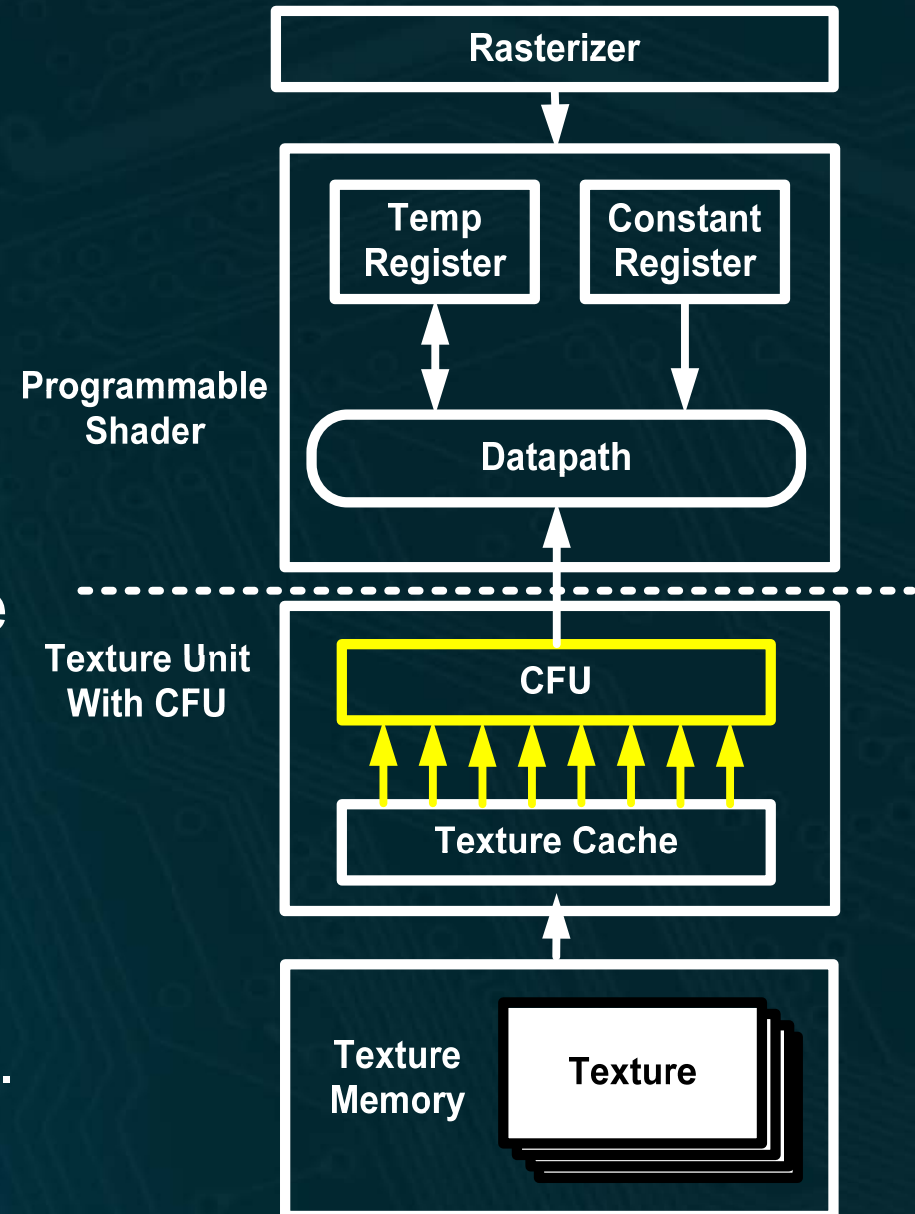 Rasterizer
Temp
Register
Constant
Register
Programmable
Shader
Datapath
e
Texture Unit
With CFU
CFU
Texture Cache
Texture
Memory
Texture
.